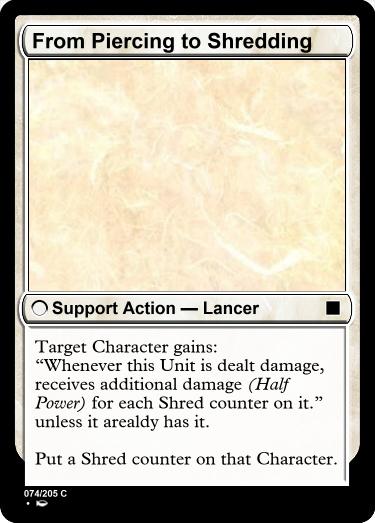 From Piercing to Shredding
Support Action — Lancer
Target Character gains:
“Whenever this Unit is dealt damage,
receives additional damage (Half
Power) for each Shred counter on it.”
unless it arealdy has it.
Put a Shred counter on that Character.
074/205 C